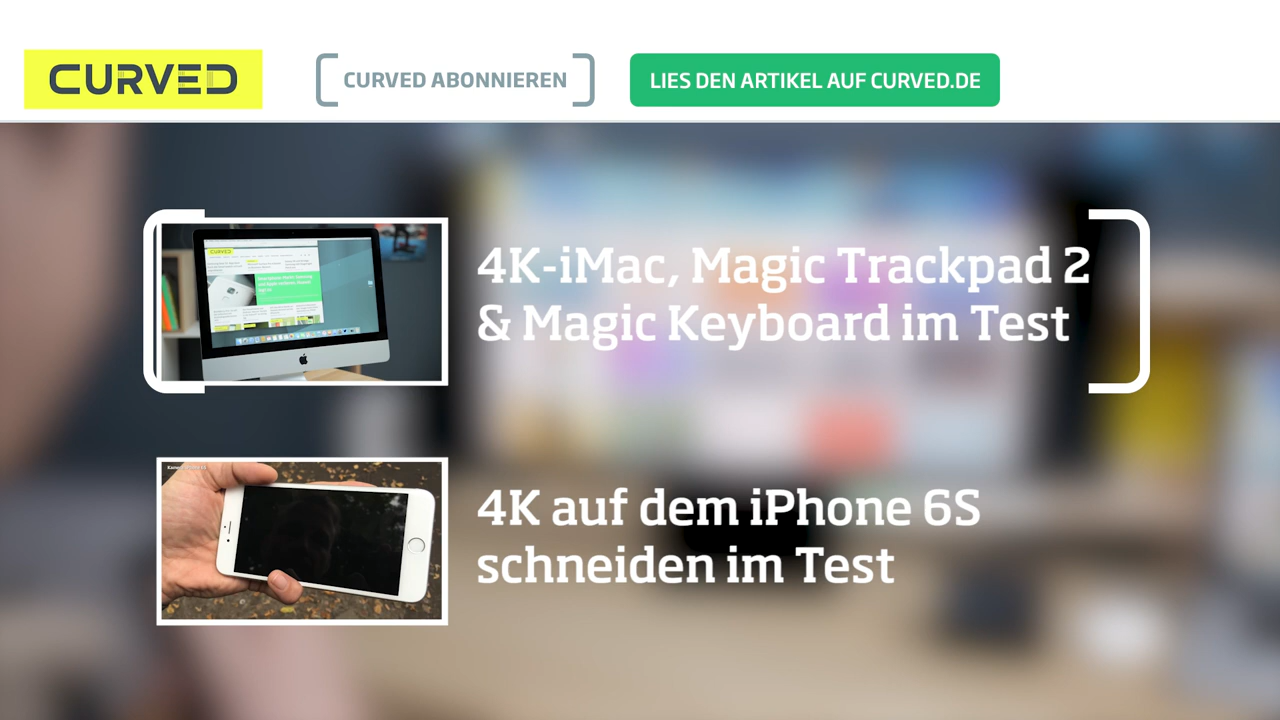 CURVED
CURVED ABONNIEREN
LIES DEN ARTIKEL AUF CURVED.DE
CURVED
4K-iMac, Magic Trackpad 2
& Magic Keyboard im Test
4K auf dem iPhone 6S
schneiden im Test